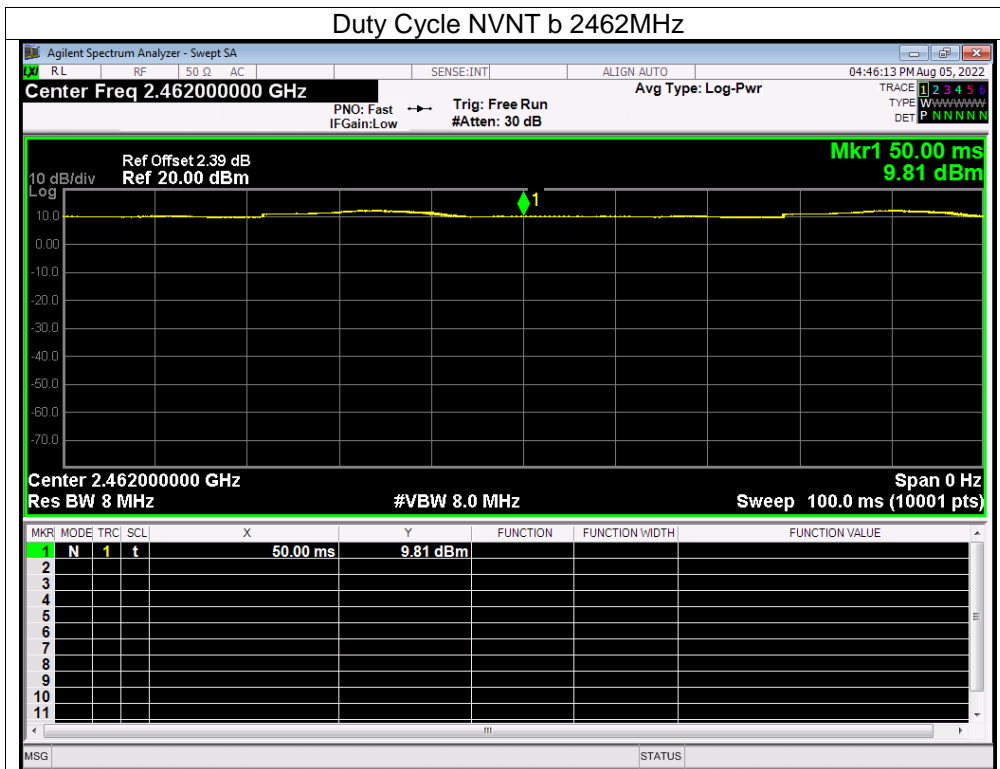 Duty Cycle NVNT b 2462MHz
Agilent Spectrum Analyzer - Swept SA
LXI RL RF 50 Ω AC SENSE:INT ALIGN AUTO 04:46:13 PM Aug 05, 2022
Center Freq 2.462000000 GHz
PNO: Fast
IFGain:Low
Trig: Free Run
#Atten: 30 dB
Avg Type: Log-Pwr
TRACE 1 2 3 4 5 6
TYPE WWWWWW
DET P N N N N N
Ref Offset 2.39 dB
10 dB/div Ref 20.00 dBm
Log
Mkr1 50.00 ms
9.81 dBm
1
10.0
0.00
-10.0
-20.0
-30.0
-40.0
-50.0
-60.0
-70.0
Center 2.462000000 GHz Span 0 Hz
Res BW 8 MHz #VBW 8.0 MHz Sweep 100.0 ms (10001 pts)
MKR MODE TRC SCL X Y FUNCTION FUNCTION WIDTH FUNCTION VALUE
1 N 1 t 50.00 ms 9.81 dBm
2
3
4
5
6
7
8
9
10
11
MSG STATUS